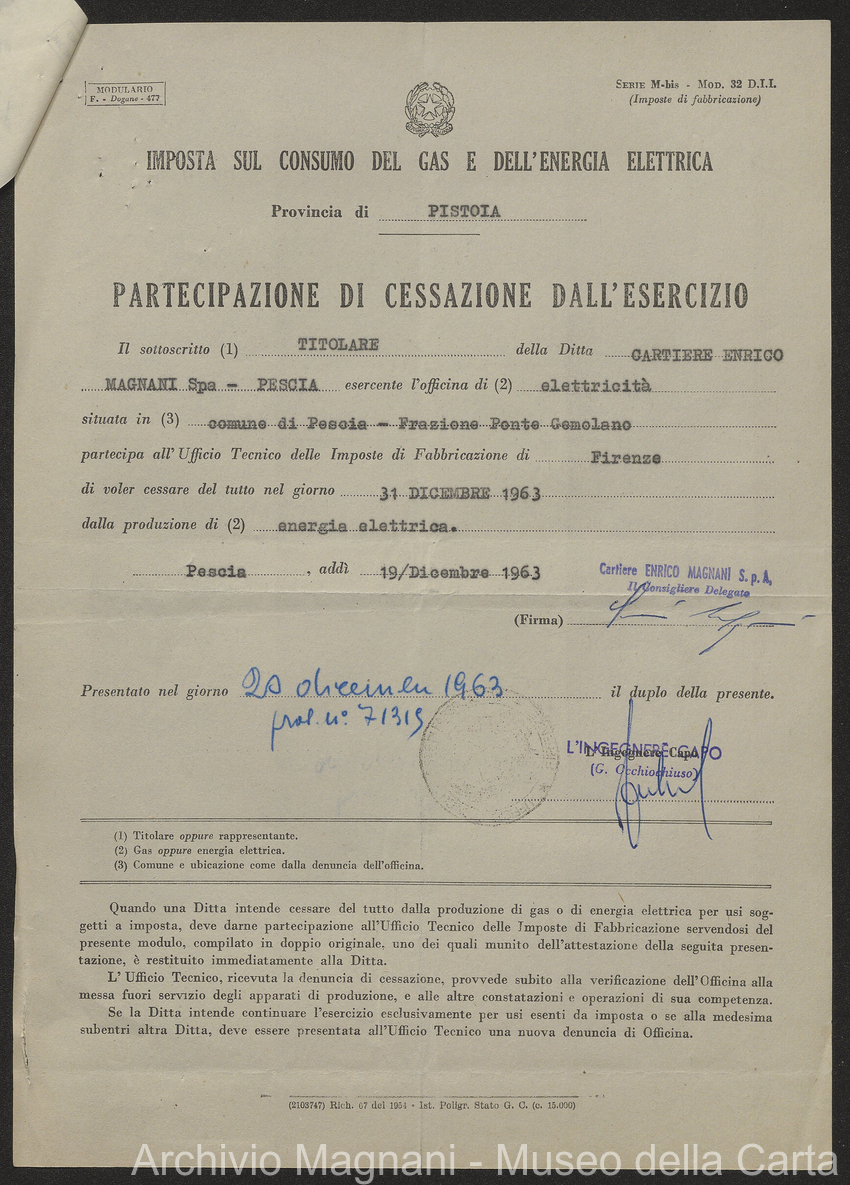 MODULARIO
F. - Dogane - 477
SERIE M-bis - MOD. 32 D.I.I.
(Imposte di fabbricazione)
IMPOSTA SUL CONSUMO DEL GAS E DELL'ENERGIA ELETTRICA
Provincia di PISTOIA
PARTECIPAZIONE DI CESSAZIONE DALL'ESERCIZIO
Il sottoscritto (1) TITOLARE della Ditta CARTIERE ENRICO
MAGNANI Spa - PESCIA esercente l'officina di (2) elettricità
situata in (3) comune di Pescia - Frazione Ponte Gemolano
partecipa all'Ufficio Tecnico delle Imposte di Fabbricazione di Firenze
di voler cessare del tutto nel giorno 31 DICEMBRE 1963
dalla produzione di (2) energia elettrica.
Pescia, addì 19/Dicembre 1963
Cartiere ENRICO MAGNANI S.p.A,
Il Consigliere Delegato
(Firma)
Presentato nel giorno 20 dicembre 1963 il duplo della presente.
prot. n° 71319
L'INGEGNERE CAPO
L'Ingegnere Capo
(G. Occhiochiuso)
(1) Titolare oppure rappresentante.
(2) Gas oppure energia elettrica.
(3) Comune e ubicazione come dalla denuncia dell'officina.
Quando una Ditta intende cessare del tutto dalla produzione di gas o di energia elettrica per usi sog-
getti a imposta, deve darne partecipazione all'Ufficio Tecnico delle Imposte di Fabbricazione servendosi del
presente modulo, compilato in doppio originale, uno dei quali munito dell'attestazione della seguita presen-
tazione, è restituito immediatamente alla Ditta.
L'Ufficio Tecnico, ricevuta la denuncia di cessazione, provvede subito alla verificazione dell'Officina alla
messa fuori servizio degli apparati di produzione, e alle altre constatazioni e operazioni di sua competenza.
Se la Ditta intende continuare l'esercizio esclusivamente per usi esenti da imposta o se alla medesima
subentri altra Ditta, deve essere presentata all'Ufficio Tecnico una nuova denuncia di Officina.
(2103747) Rich. 67 del 1954 - Ist. Poligr. Stato G. C. (c. 15.000)
Archivio Magnani - Museo della Carta